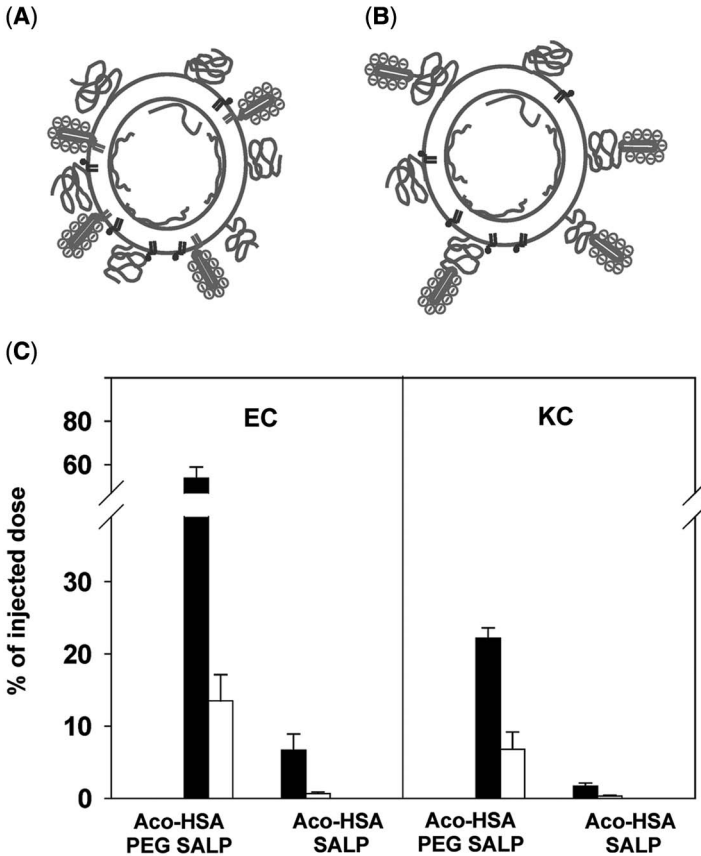 (A)
(B)
(C)
EC
KC
% of injected dose
80
60
30
20
10
0
Aco-HSA
PEG SALP
Aco-HSA
SALP
Aco-HSA
PEG SALP
Aco-HSA
SALP